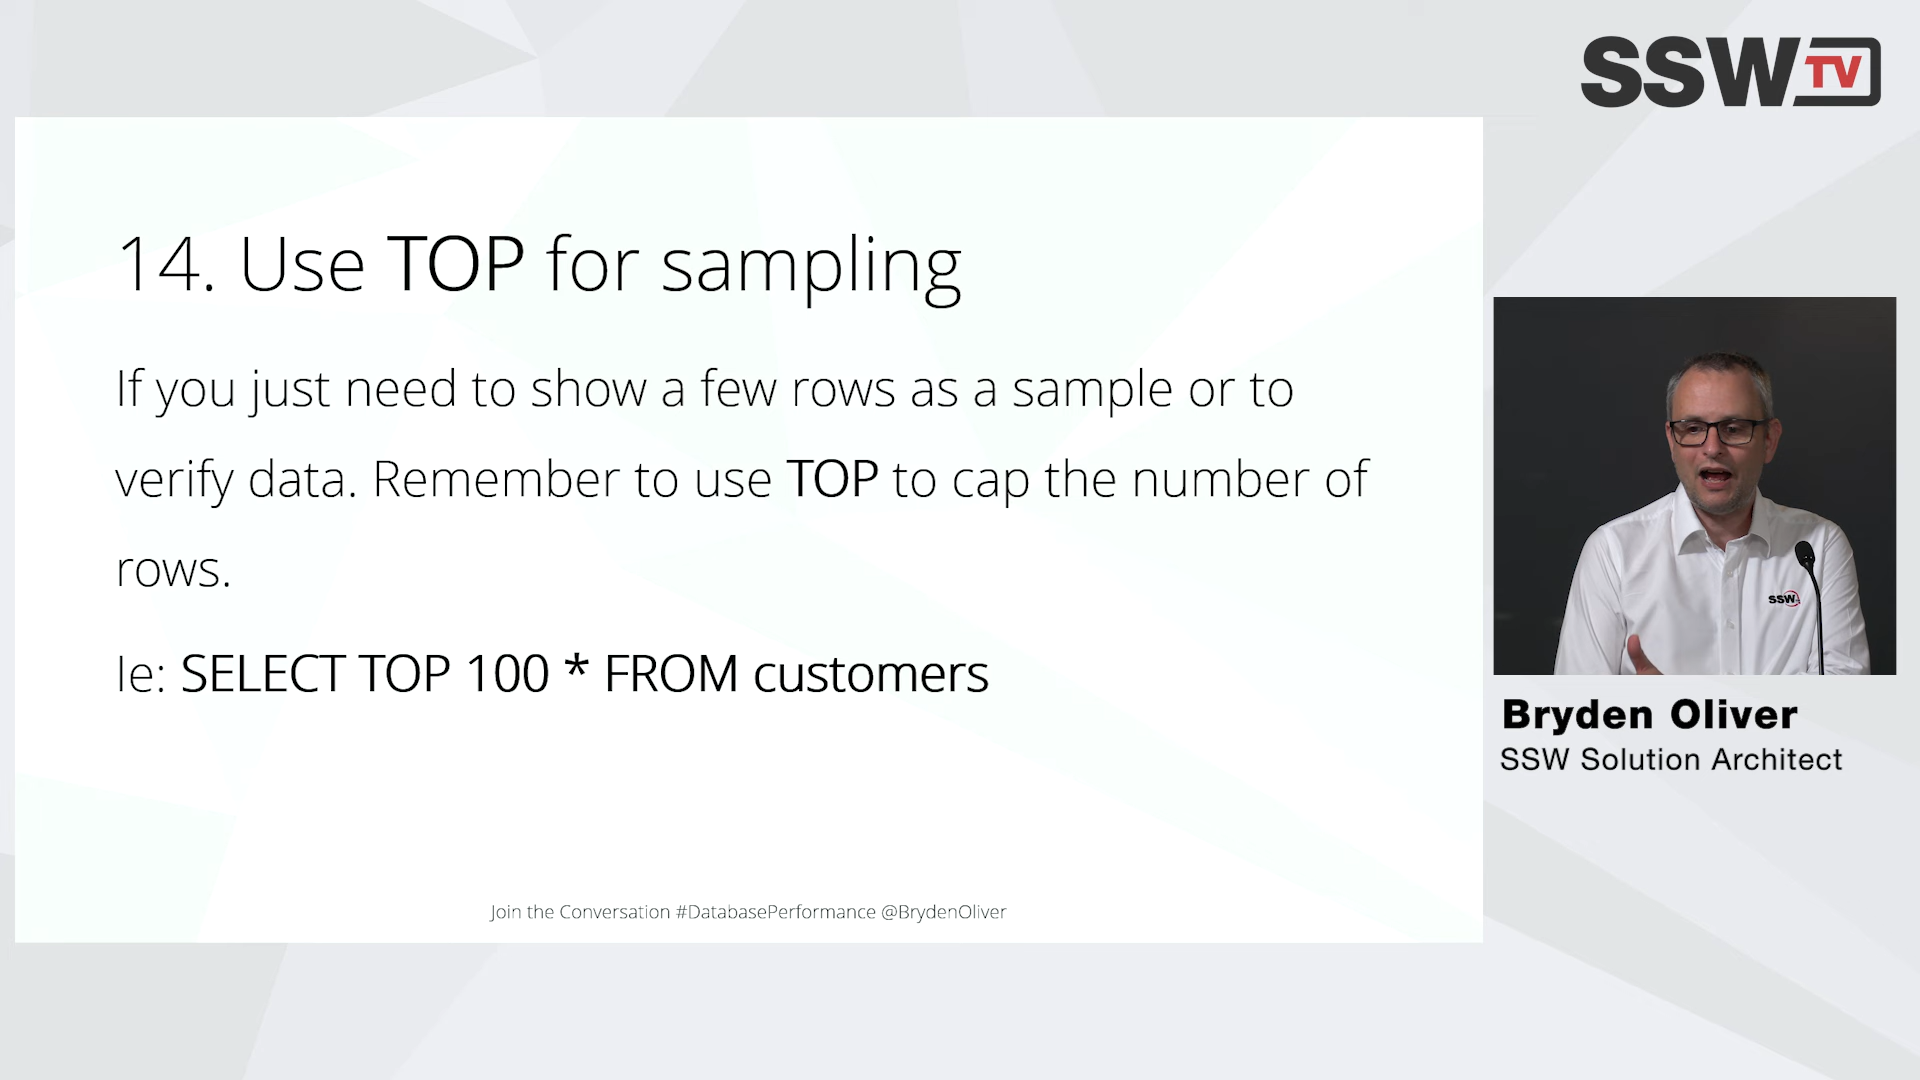 SSW TV
14. Use TOP for sampling
If you just need to show a few rows as a sample or to
verify data. Remember to use TOP to cap the number of
rows.
Ie: SELECT TOP 100 * FROM customers
Join the Conversation #DatabasePerformance @BrydenOliver
SSW
Bryden Oliver
SSW Solution Architect